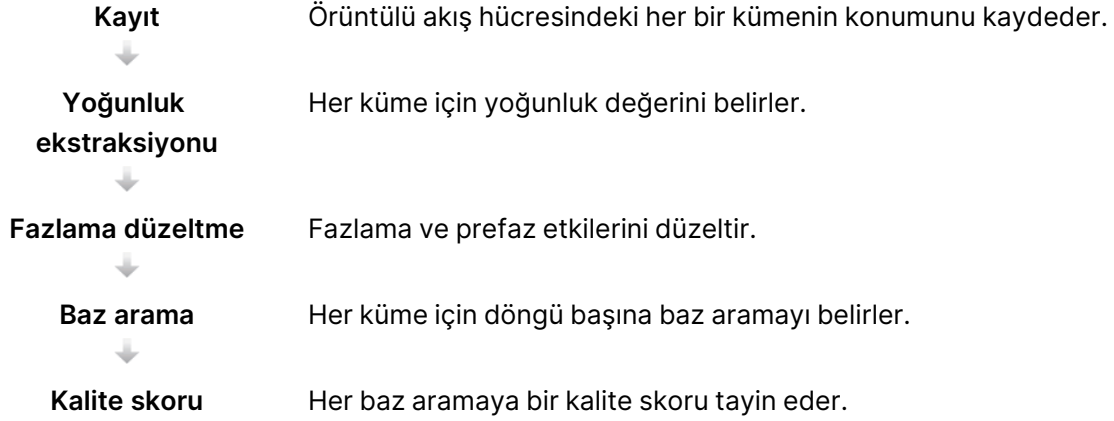 Kayıt Örüntülü akış hücresindeki her bir kümenin konumunu kaydeder.
Yoğunluk Her küme için yoğunluk değerini belirler.
ekstraksiyonu
Fazlama düzeltme Fazlama ve prefaz etkilerini düzeltir.
Baz arama Her küme için döngü başına baz aramayı belirler.
Kalite skoru Her baz aramaya bir kalite skoru tayin eder.